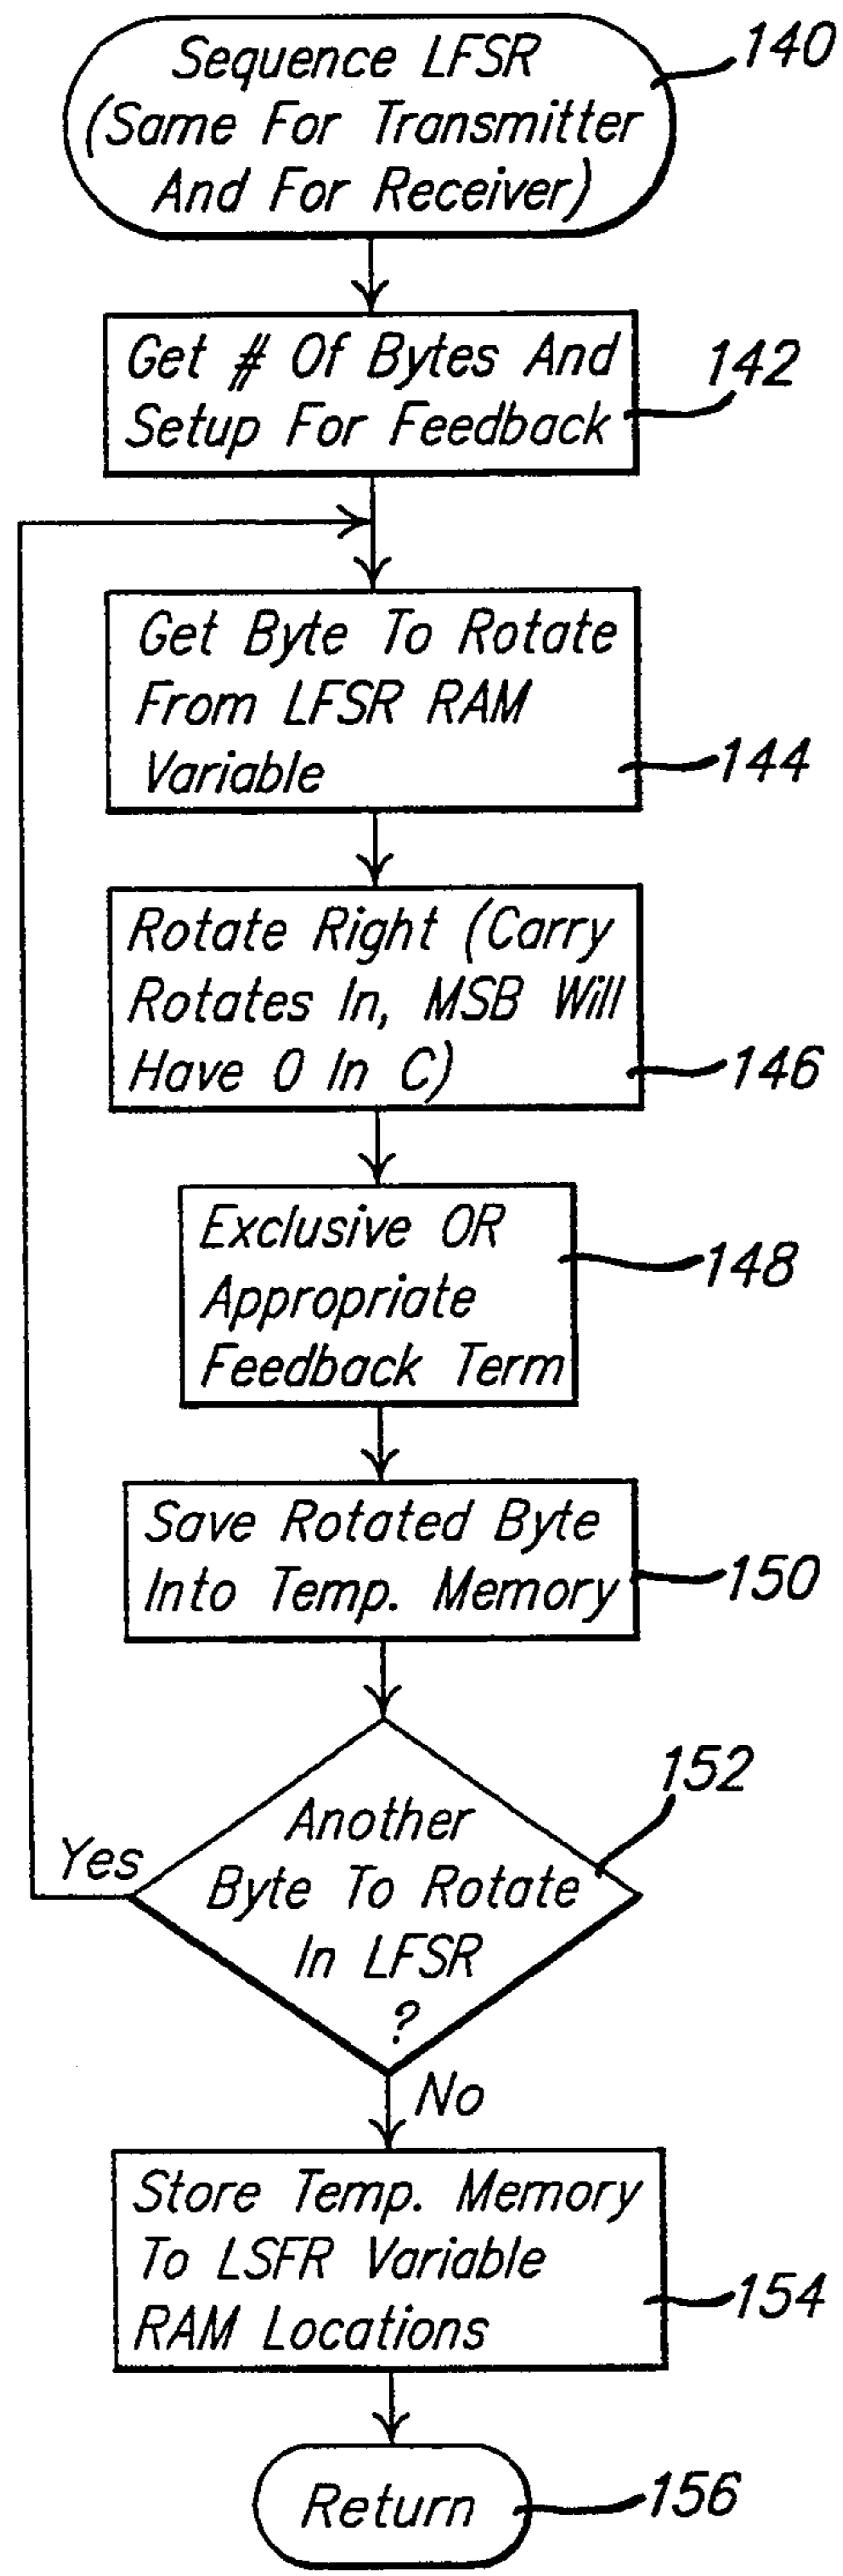 Sequence LFSR
(Same For Transmitter
And For Receiver)
140
Get # Of Bytes And
Setup For Feedback
142
Get Byte To Rotate
From LFSR RAM
Variable
144
Rotate Right (Carry
Rotates In, MSB Will
Have 0 In C)
146
Exclusive OR
Appropriate
Feedback Term
148
Save Rotated Byte
Into Temp. Memory
150
Another
Byte To Rotate
In LFSR
?
152
Yes
No
Store Temp. Memory
To LSFR Variable
RAM Locations
154
Return
156